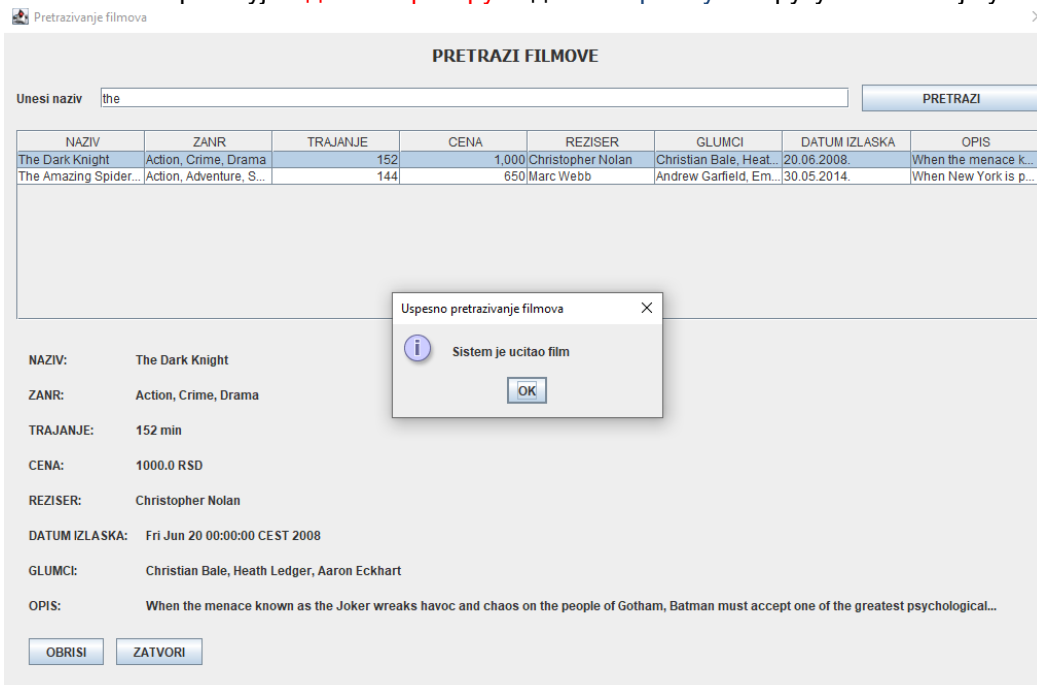 Pretrazivanje filmova
PRETRAZI FILMOVE
Unesi naziv the PRETRAZI
NAZIV ZANR TRAJANJE CENA REZISER GLUMCI DATUM IZLASKA OPIS
The Dark Knight Action, Crime, Drama 152 1,000 Christopher Nolan Christian Bale, Heat... 20.06.2008. When the menace k...
The Amazing Spider... Action, Adventure, S... 144 650 Marc Webb Andrew Garfield, Em... 30.05.2014. When New York is p...
Uspesno pretrazivanje filmova
Sistem je ucitao film
OK
NAZIV: The Dark Knight
ZANR: Action, Crime, Drama
TRAJANJE: 152 min
CENA: 1000.0 RSD
REZISER: Christopher Nolan
DATUM IZLASKA: Fri Jun 20 00:00:00 CEST 2008
GLUMCI: Christian Bale, Heath Ledger, Aaron Eckhart
OPIS: When the menace known as the Joker wreaks havoc and chaos on the people of Gotham, Batman must accept one of the greatest psychological...
OBRISI ZATVORI